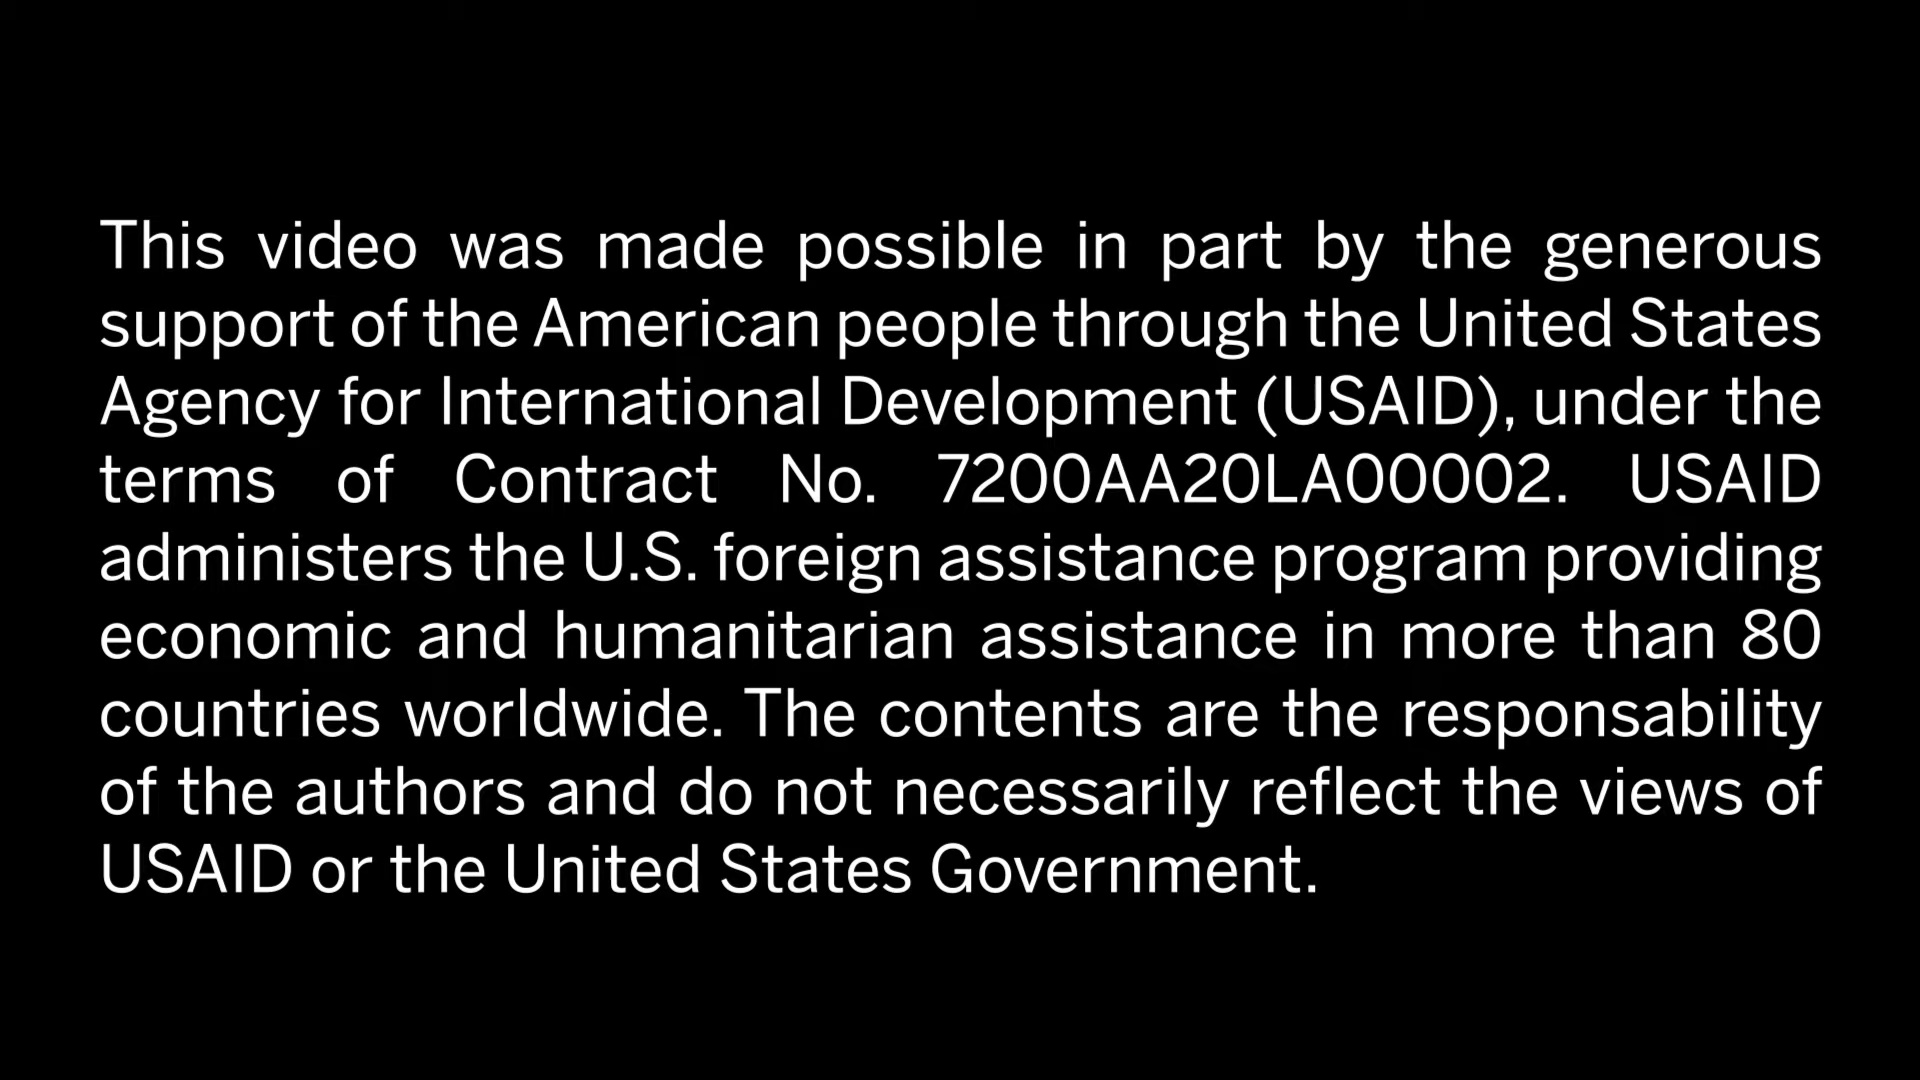 This video was made possible in part by the generous
support of the American people through the United States
Agency for International Development (USAID), under the
terms of Contract No. 7200AA20LA00002. USAID
administers the U.S. foreign assistance program providing
economic and humanitarian assistance in more than 80
countries worldwide. The contents are the responsability
of the authors and do not necessarily reflect the views of
USAID or the United States Government.